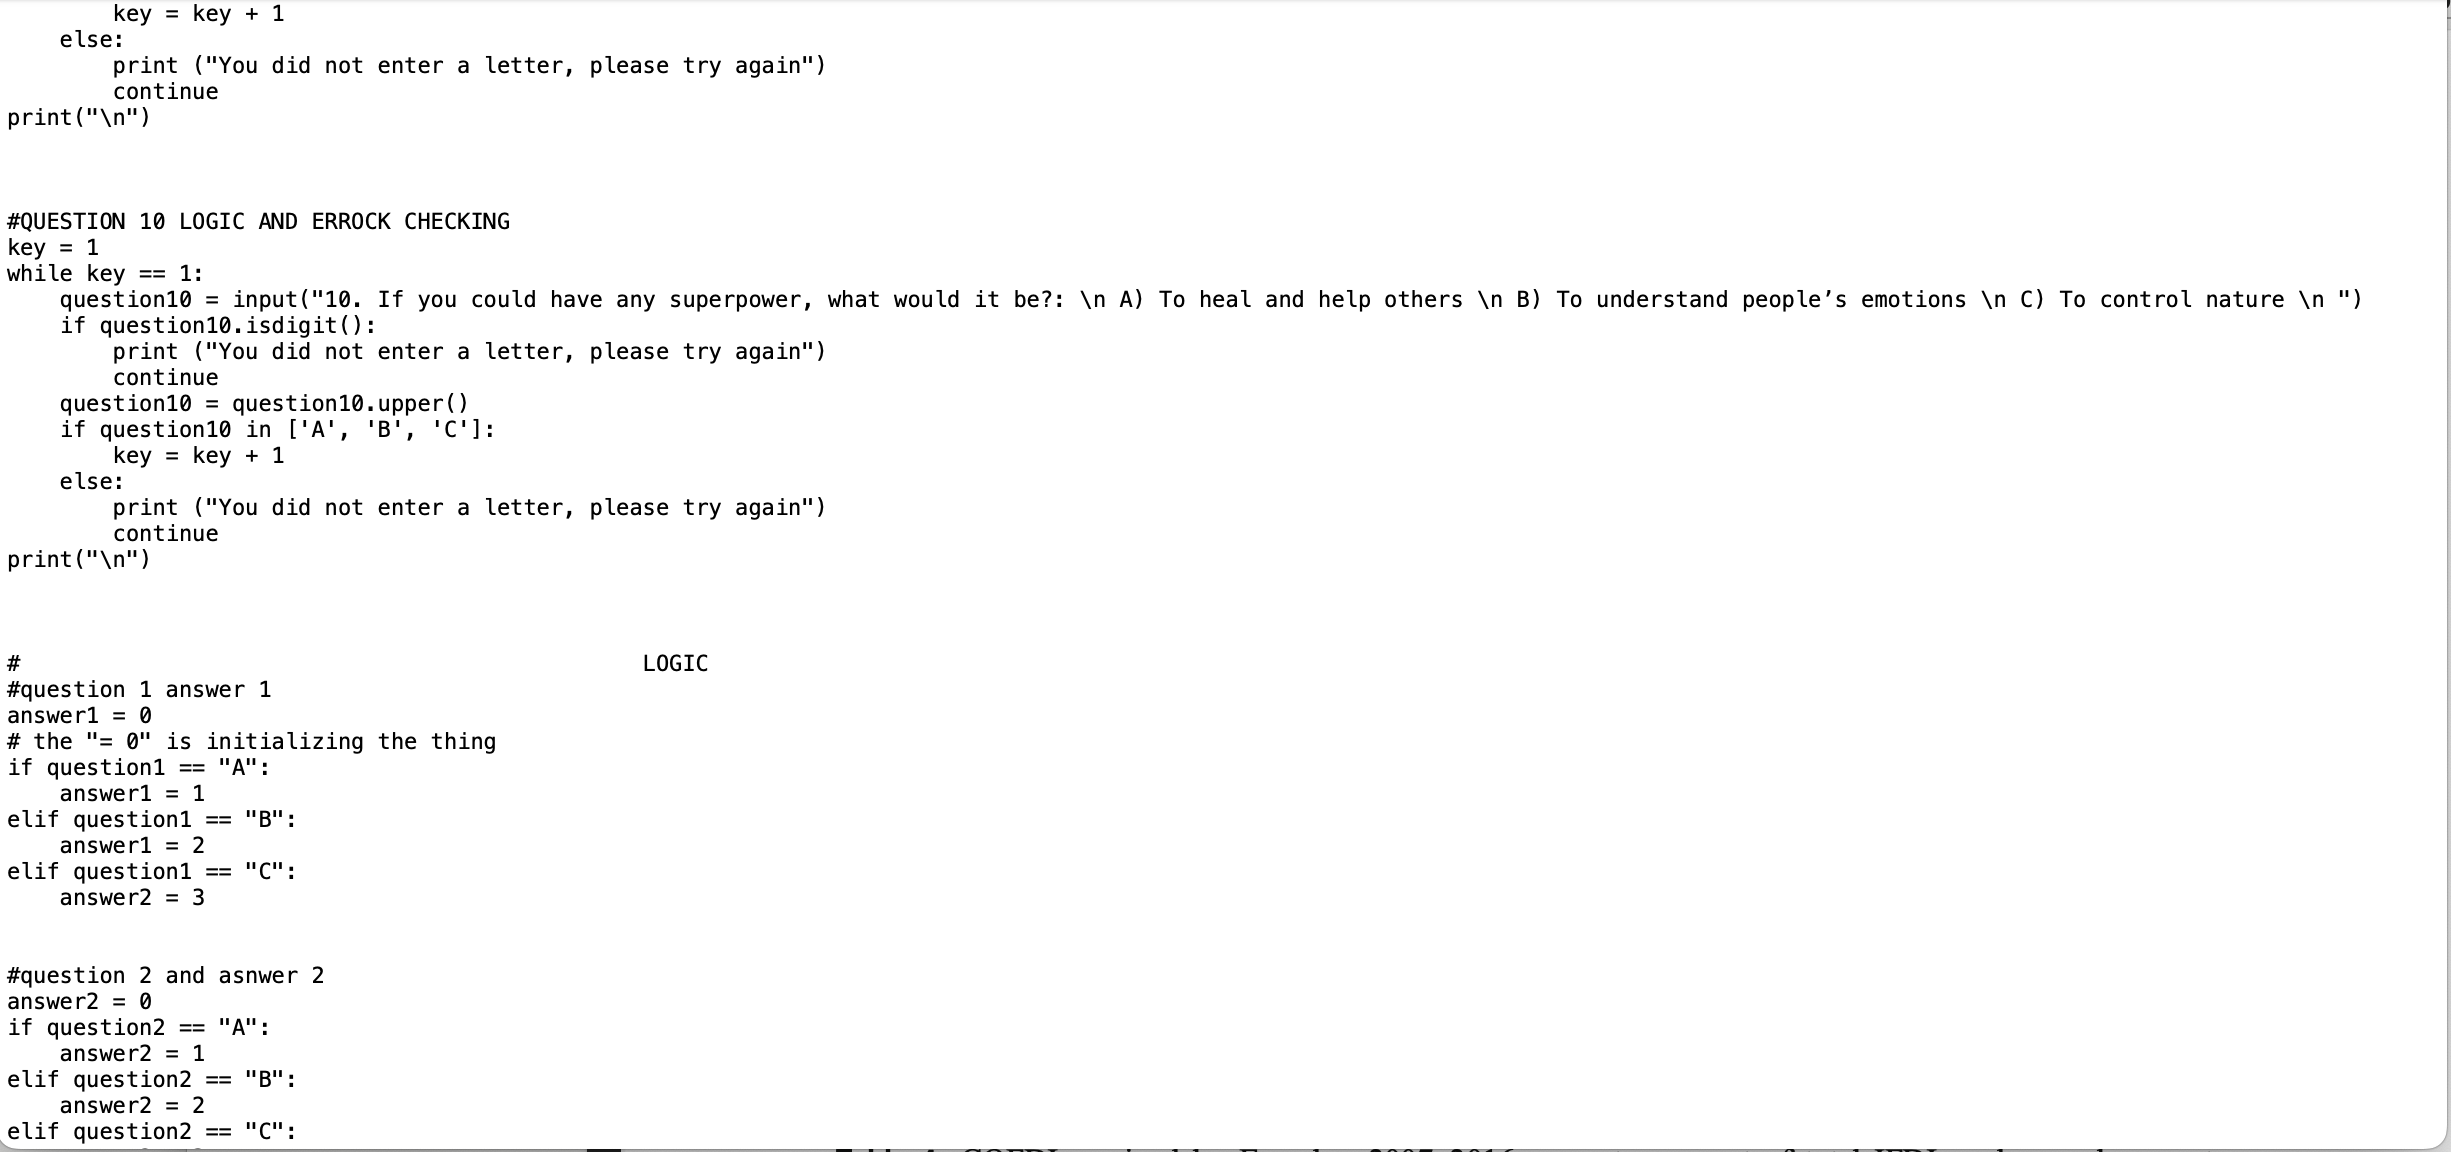 key = key + 1
    else:
        print ("You did not enter a letter, please try again")
        continue
print("\n")
#QUESTION 10 LOGIC AND ERROCK CHECKING
key = 1
while key == 1:
    question10 = input("10. If you could have any superpower, what would it be?: \n A) To heal and help others \n B) To understand people’s emotions \n C) To control nature \n ")
    if question10.isdigit():
        print ("You did not enter a letter, please try again")
        continue
    question10 = question10.upper()
    if question10 in ['A', 'B', 'C']:
        key = key + 1
    else:
        print ("You did not enter a letter, please try again")
        continue
print("\n")
#                                               LOGIC
#question 1 answer 1
answer1 = 0
# the "= 0" is initializing the thing
if question1 == "A":
    answer1 = 1
elif question1 == "B":
    answer1 = 2
elif question1 == "C":
    answer2 = 3
#question 2 and asnwer 2
answer2 = 0
if question2 == "A":
    answer2 = 1
elif question2 == "B":
    answer2 = 2
elif question2 == "C":